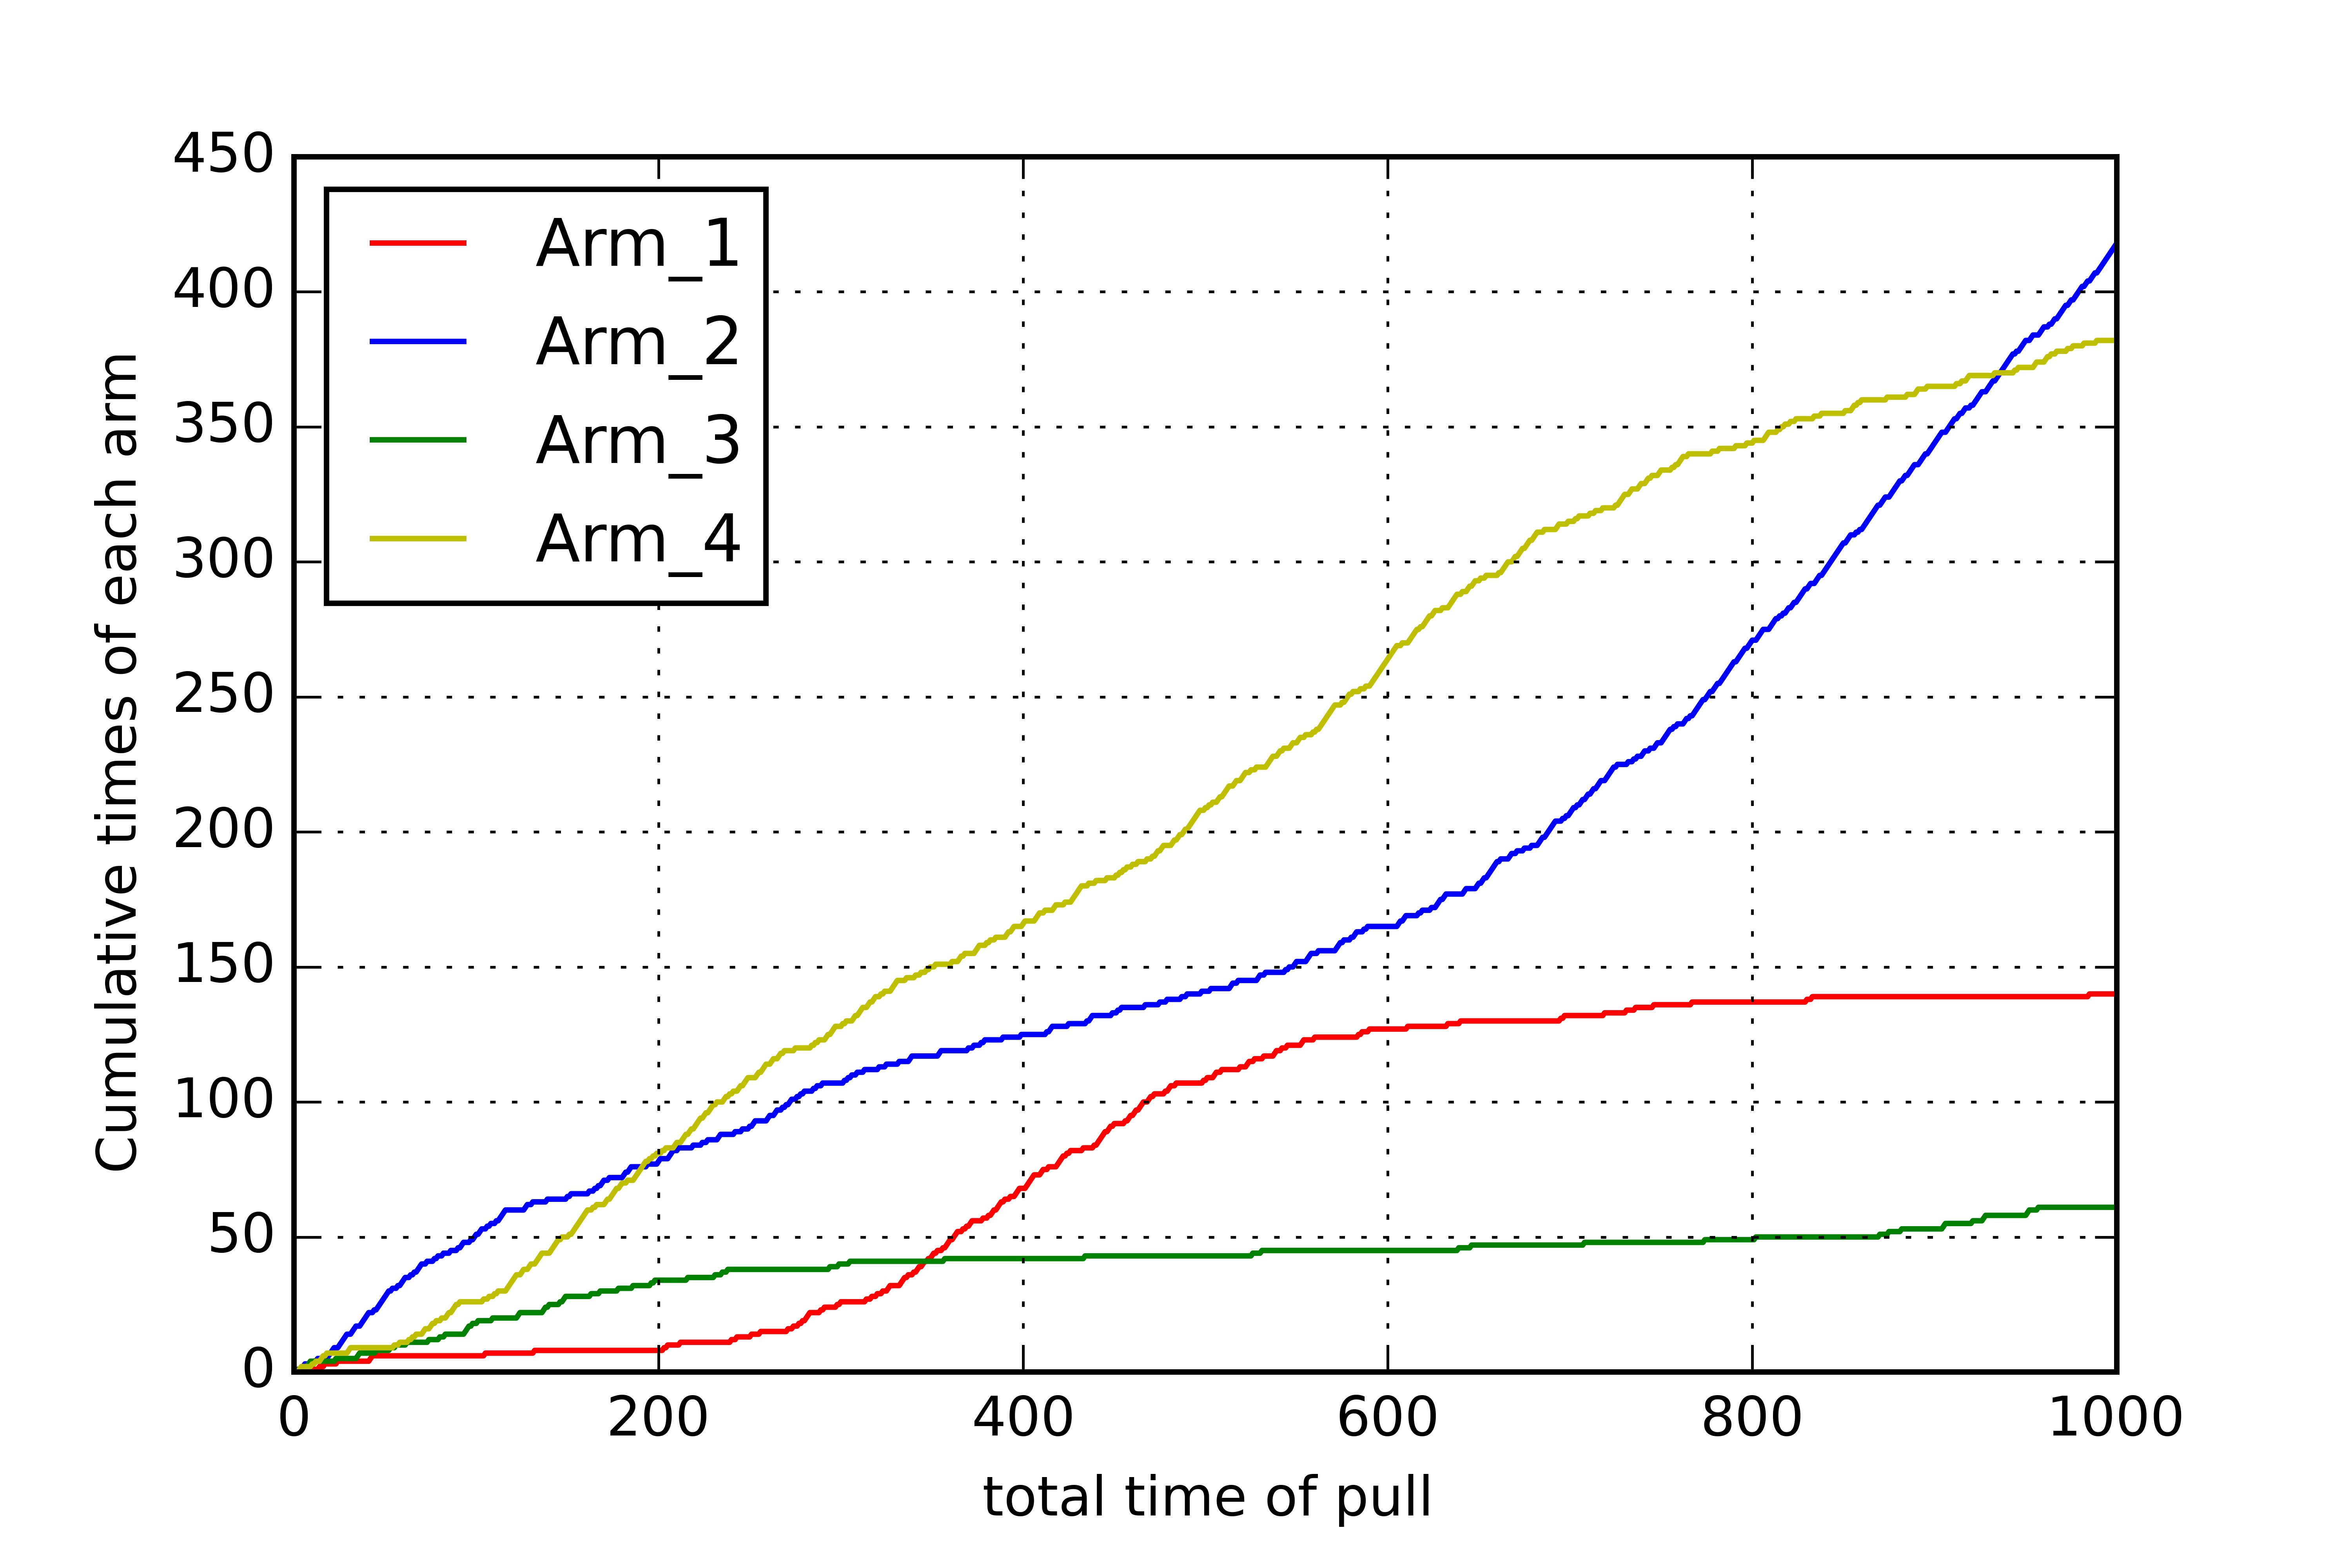 450
400
350
300
250
200
150
100
50
0
Cumulative times of each arm
Arm_1
Arm_2
Arm_3
Arm_4
0 200 400 600 800 1000
total time of pull